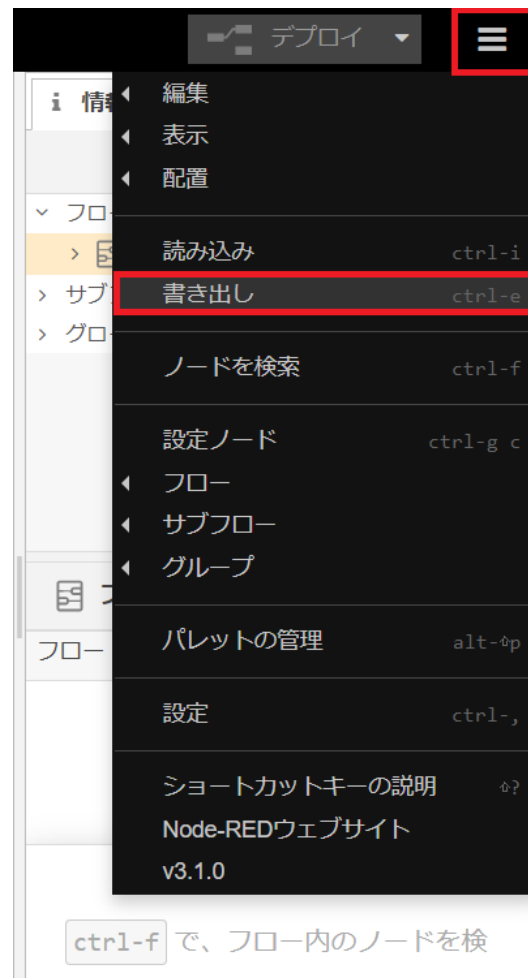 デプロイ
i 情報
編集
表示
配置
フロー
読み込み ctrl-i
書き出し ctrl-e
サブ
グロ
ノードを検索 ctrl-f
設定ノード ctrl-g c
フロー
サブフロー
グループ
フロー
パレットの管理 alt-⇧p
設定 ctrl-,
ショートカットキーの説明 ⇧?
Node-REDウェブサイト
v3.1.0
ctrl-f で、フロー内のノードを検